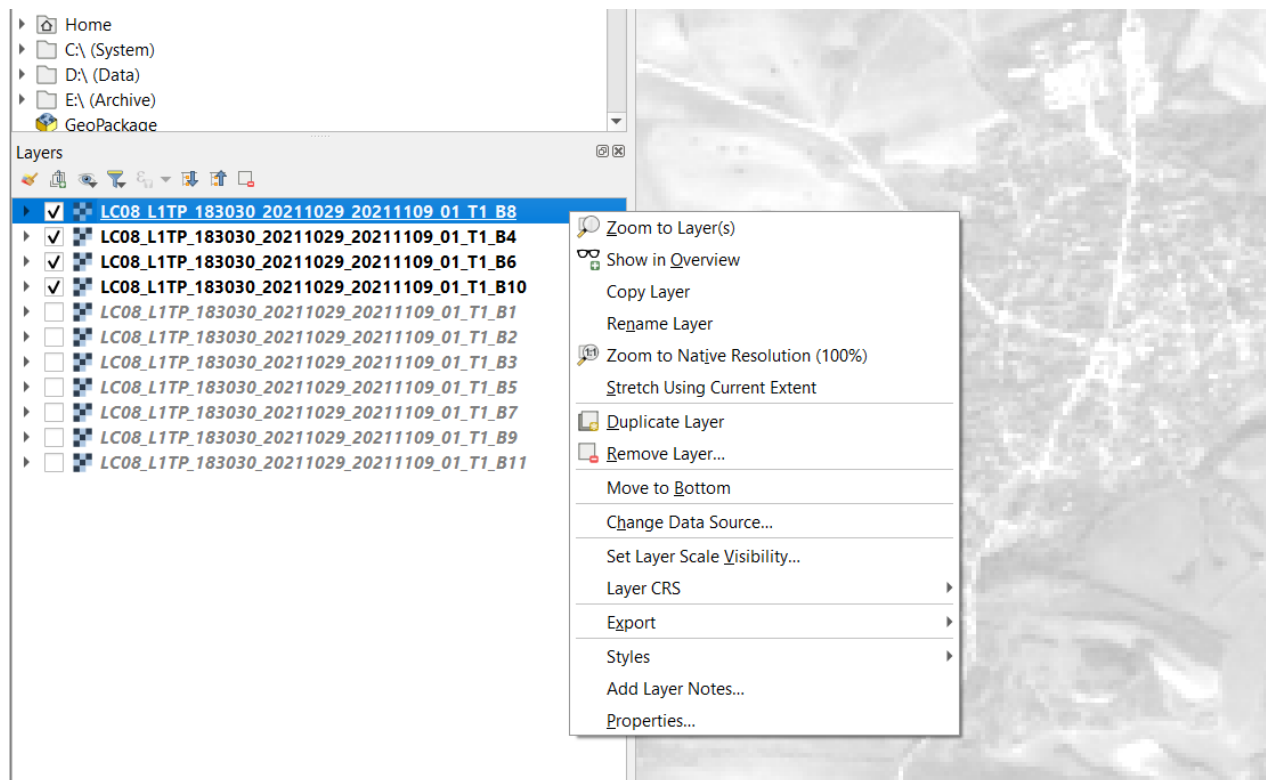 Home
C:\ (System)
D:\ (Data)
E:\ (Archive)
GeoPackage
Layers
LC08_L1TP_183030_20211029_20211109_01_T1_B8
LC08_L1TP_183030_20211029_20211109_01_T1_B4
LC08_L1TP_183030_20211029_20211109_01_T1_B6
LC08_L1TP_183030_20211029_20211109_01_T1_B10
LC08_L1TP_183030_20211029_20211109_01_T1_B1
LC08_L1TP_183030_20211029_20211109_01_T1_B2
LC08_L1TP_183030_20211029_20211109_01_T1_B3
LC08_L1TP_183030_20211029_20211109_01_T1_B5
LC08_L1TP_183030_20211029_20211109_01_T1_B7
LC08_L1TP_183030_20211029_20211109_01_T1_B9
LC08_L1TP_183030_20211029_20211109_01_T1_B11
Zoom to Layer(s)
Show in Overview
Copy Layer
Rename Layer
Zoom to Native Resolution (100%)
Stretch Using Current Extent
Duplicate Layer
Remove Layer...
Move to Bottom
Change Data Source...
Set Layer Scale Visibility...
Layer CRS
Export
Styles
Add Layer Notes...
Properties...